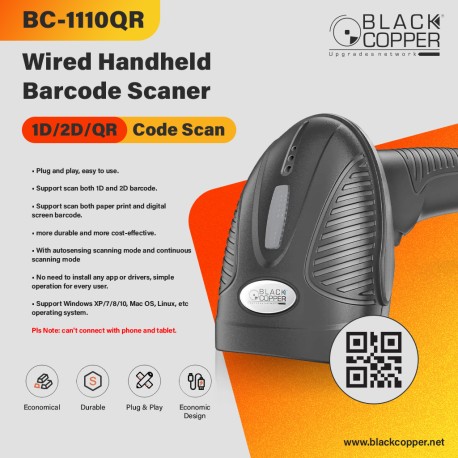 BC-1110QR
BLACK
COPPER
Upgrades network
Wired Handheld
Barcode Scaner
1D/2D/QR Code Scan
• Plug and play, easy to use.
• Support scan both 1D and 2D barcode.
• Support scan both paper print and digital
screen barcode.
• more durable and more cost-effective.
• With autosensing scanning mode and continuous
scanning mode
• No need to install any app or drivers, simple
operation for every user.
• Support Windows XP/7/8/10, Mac OS, Linux, etc
operating system.
Pls Note: can't connect with phone and tablet.
BLACK
COPPER
Economical
Durable
Plug & Play
Economic
Design
www.blackcopper.net